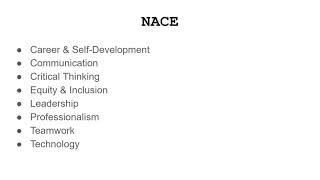 NACE
● Career & Self-Development
● Communication
● Critical Thinking
● Equity & Inclusion
● Leadership
● Professionalism
● Teamwork
● Technology